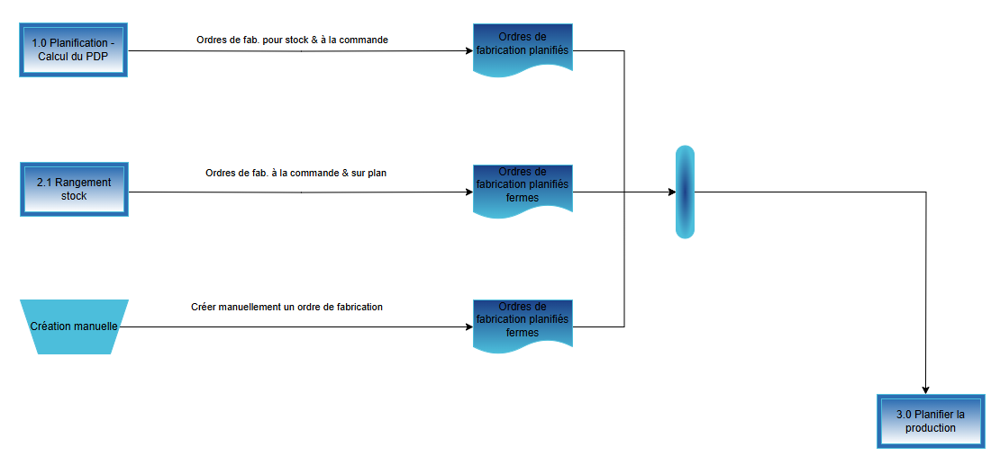 1.0 Planification -
Calcul du PDP
Ordres de fab. pour stock & à la commande
Ordres de
fabrication planifiés
2.1 Rangement
stock
Ordres de fab. à la commande & sur plan
Ordres de
fabrication planifiés
fermes
Création manuelle
Créer manuellement un ordre de fabrication
Ordres de
fabrication planifiés
fermes
3.0 Planifier la
production